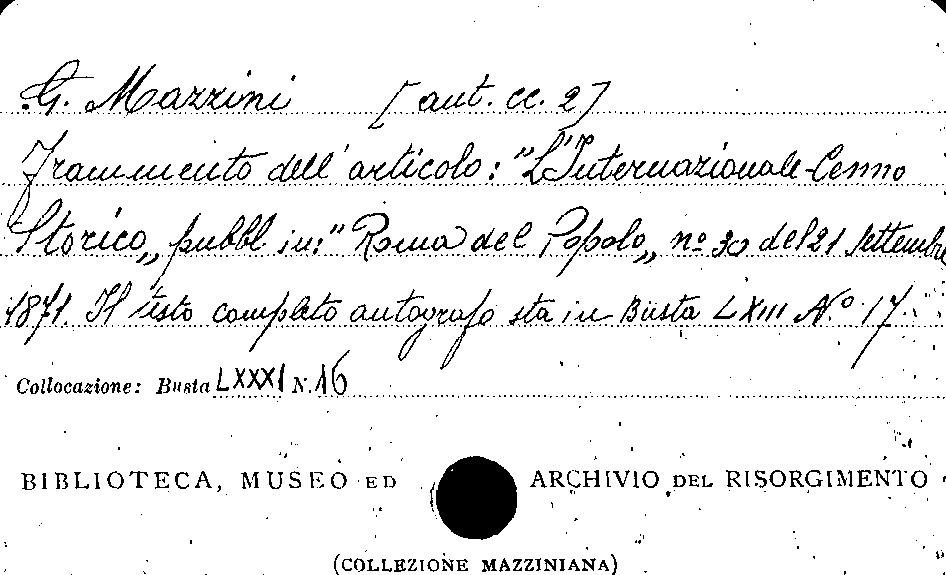 G. Mazzini [aut. cc. 2]
Frammento dell'articolo: "L'Internazionale-Cenno
Storico„ pubbl in: "Roma del Popolo„ nº 30 del 21 Settembre
1871. Il testo completo autografo sta in Busta LXIII N.º 17.
Collocazione: Busta LXXXI N. 16
BIBLIOTECA, MUSEO ED ARCHIVIO DEL RISORGIMENTO
(COLLEZIONE MAZZINIANA)